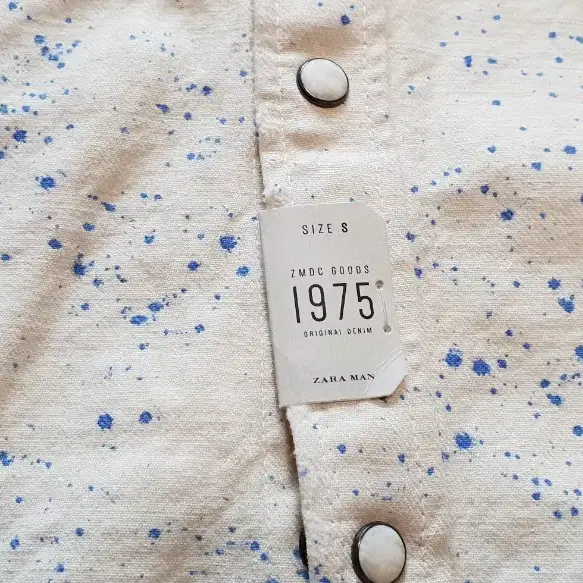 SIZE S
ZMDC GOODS
1975
ORIGINAL DENIM
ZARA MAN